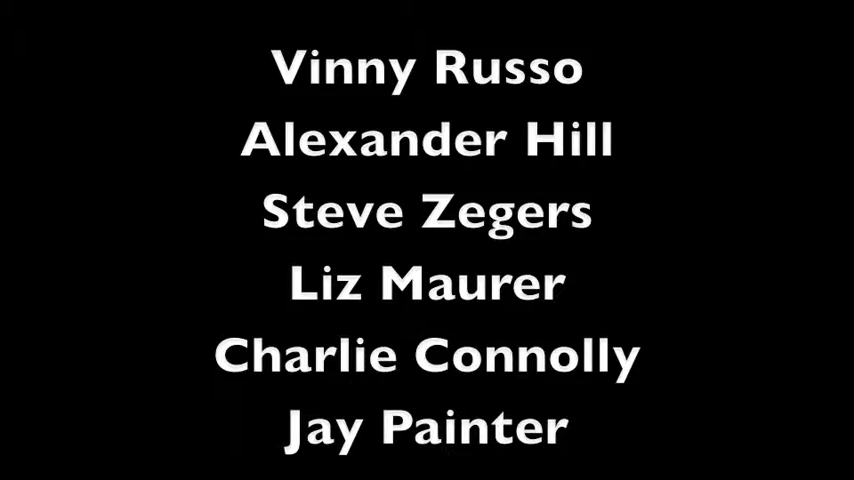 Vinny Russo
Alexander Hill
Steve Zegers
Liz Maurer
Charlie Connolly
Jay Painter